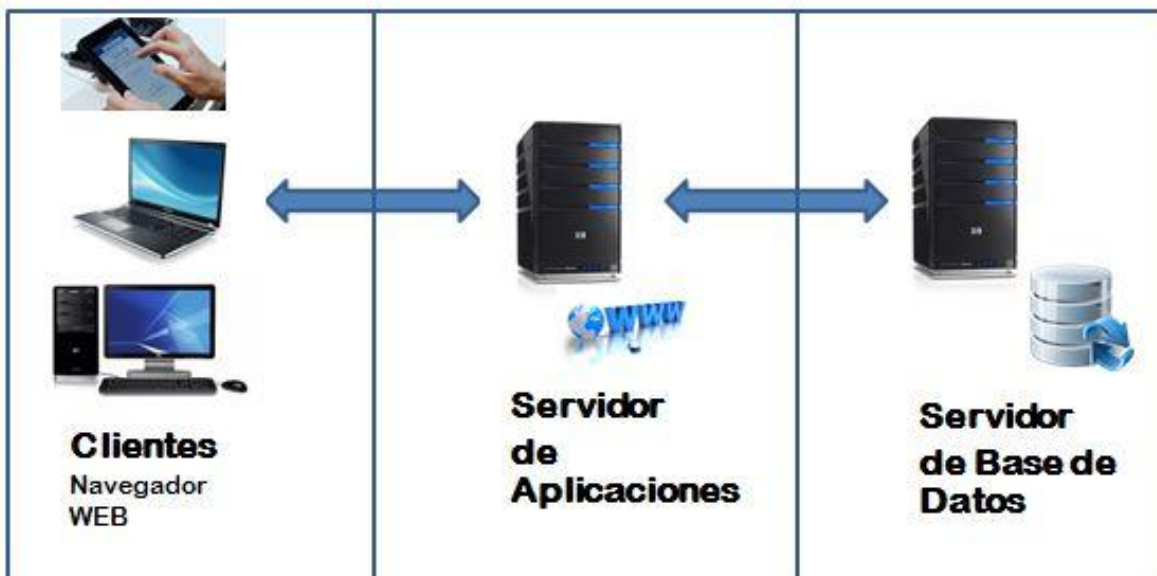 WWW
Clientes
Navegador
WEB
Servidor
de
Aplicaciones
Servidor
de Base de
Datos